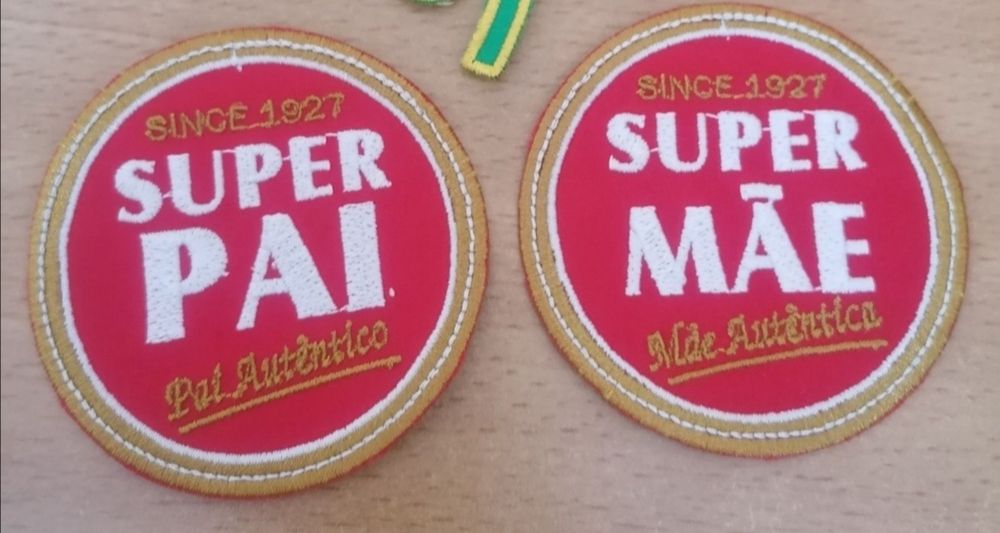 SINCE 1927
SUPER
PAI
Pai Autêntico
SINCE 1927
SUPER
MÃE
Mãe Autêntica